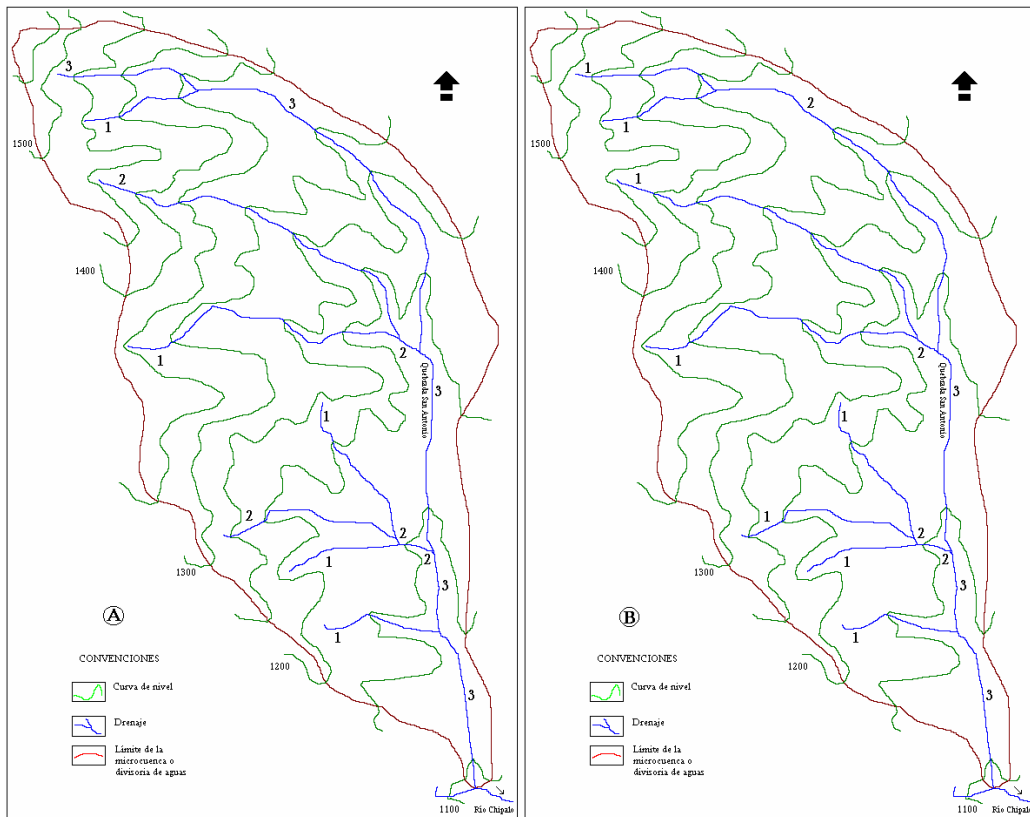 3
3
1
1500
2
1400
2
1
3
Quebrada San Antonio
1
2
2
1
2
1300
3
Ⓐ
1
CONVENCIONES
1200
Curva de nivel
3
Drenaje
Límite de la
microcuenca o
divisoria de aguas
1100
Río Chipalo
1
2
1
1500
1
1400
2
1
3
Quebrada San Antonio
1
1
2
1
2
1300
3
Ⓑ
1
CONVENCIONES
1200
Curva de nivel
3
Drenaje
Límite de la
microcuenca o
divisoria de aguas
1100
Río Chipalo